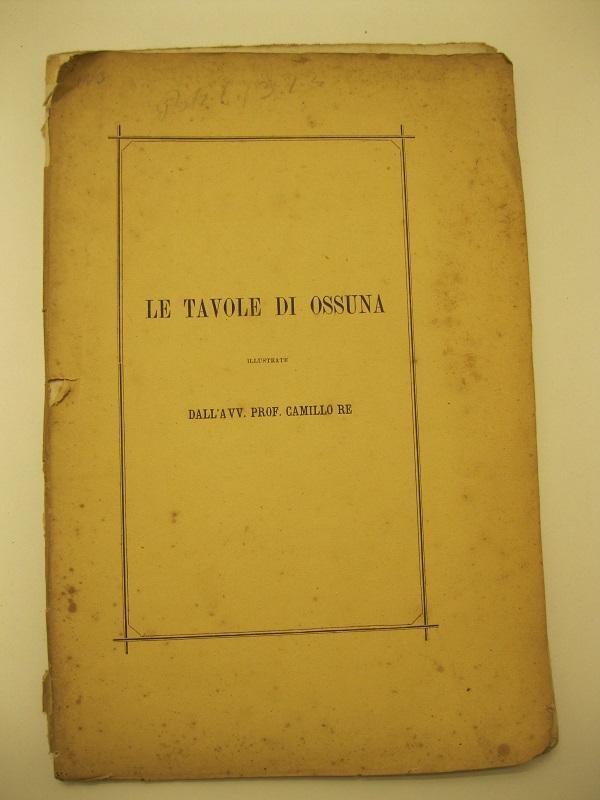 LE TAVOLE DI OSSUNA
ILLUSTRATE
DALL'AVV. PROF. CAMILLO RE